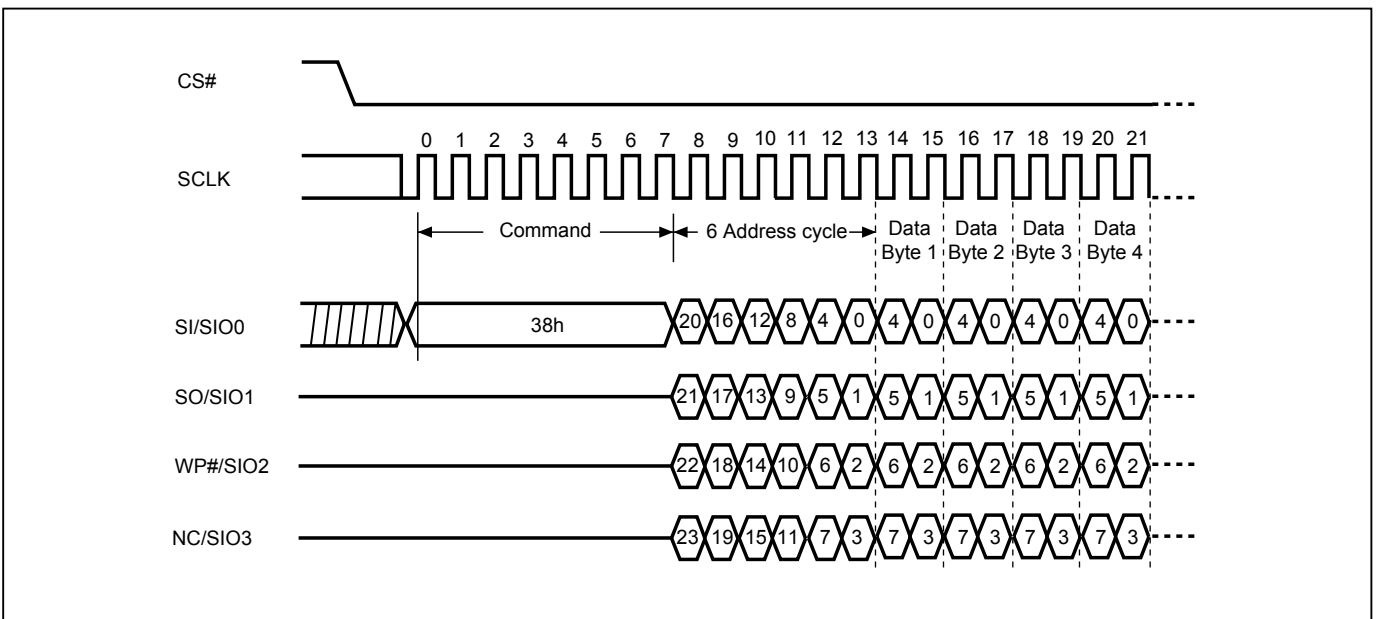 CS#
0 1 2 3 4 5 6 7 8 9 10 11 12 13 14 15 16 17 18 19 20 21
SCLK
Command 6 Address cycle Data Byte 1 Data Byte 2 Data Byte 3 Data Byte 4
SI/SIO0 38h 20 16 12 8 4 0 4 0 4 0 4 0 4 0
SO/SIO1 21 17 13 9 5 1 5 1 5 1 5 1 5 1
WP#/SIO2 22 18 14 10 6 2 6 2 6 2 6 2 6 2
NC/SIO3 23 19 15 11 7 3 7 3 7 3 7 3 7 3